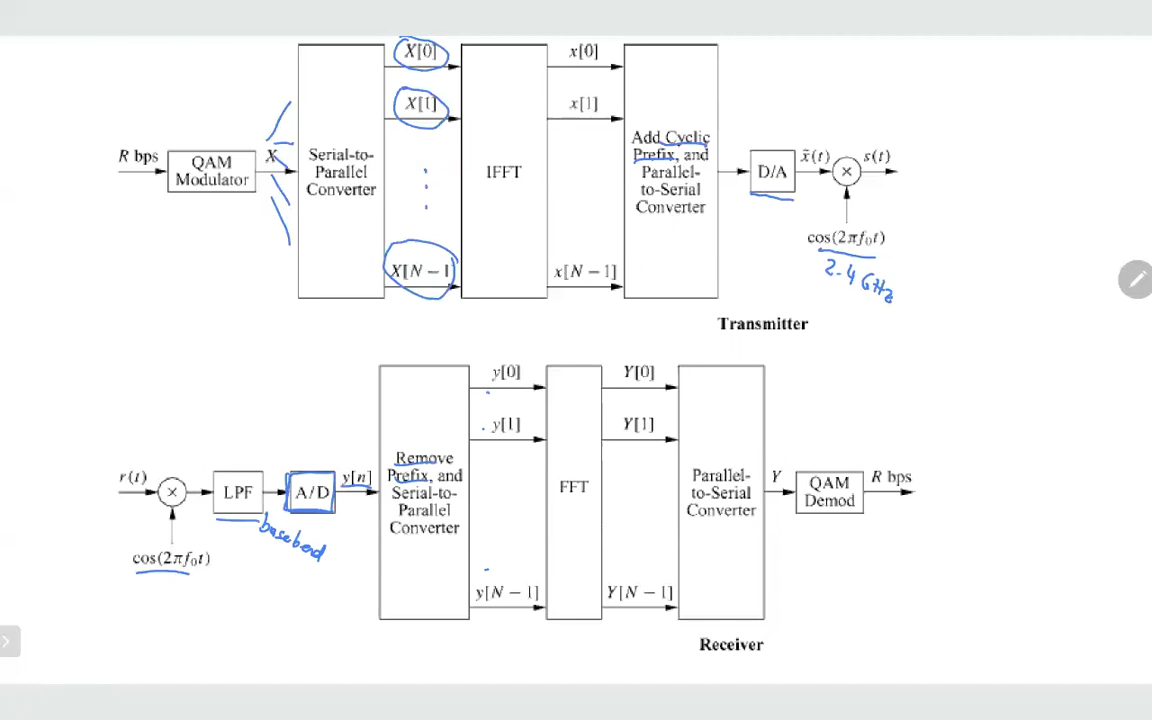 X[0]
x[0]
X[1]
x[1]
R bps
QAM
Modulator
X
Serial-to-
Parallel
Converter
IFFT
Add Cyclic
Prefix, and
Parallel-
to-Serial
Converter
D/A
x̃(t)
×
s(t)
cos(2πf₀t)
2.4 GHz
X[N − 1
x[N − 1]
Transmitter
y[0]
Y[0]
y[1]
Y[1]
r(t)
×
LPF
A/D
y[n]
Remove
Prefix, and
Serial-to-
Parallel
Converter
FFT
Parallel-
to-Serial
Converter
Y
QAM
Demod
R bps
baseband
cos(2πf₀t)
y[N − 1]
Y[N − 1]
Receiver